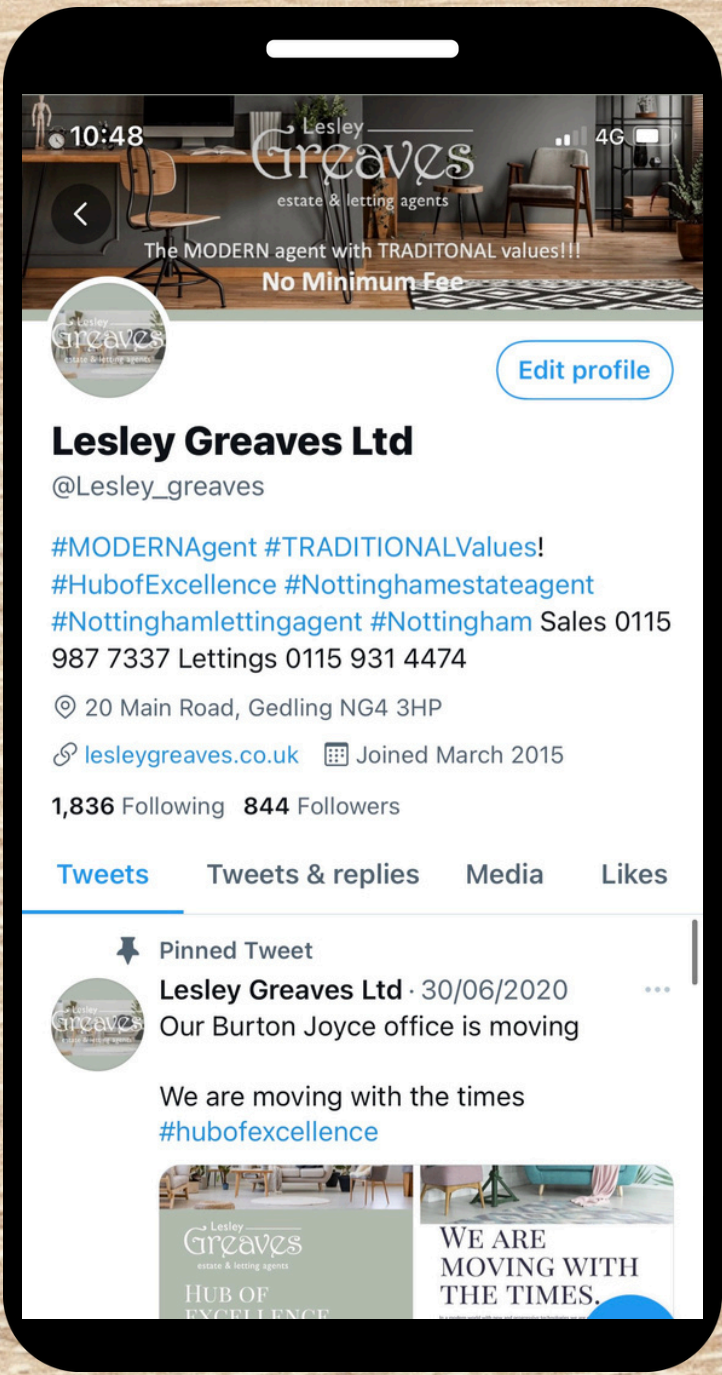 10:48
4G
Lesley
Greaves
estate & letting agents
The MODERN agent with TRADITONAL values!!!
No Minimum Fee
Lesley
Greaves
estate & letting agents
Edit profile
Lesley Greaves Ltd
@Lesley_greaves
#MODERNAgent #TRADITIONALValues!
#HubofExcellence #Nottinghamestateagent
#Nottinghamlettingagent #Nottingham Sales 0115
987 7337 Lettings 0115 931 4474
20 Main Road, Gedling NG4 3HP
lesleygreaves.co.uk Joined March 2015
1,836 Following 844 Followers
Tweets Tweets & replies Media Likes
Pinned Tweet
Lesley Greaves Ltd · 30/06/2020
Lesley
Greaves
estate & letting agents
Our Burton Joyce office is moving
We are moving with the times
#hubofexcellence
Lesley
Greaves
estate & letting agents
HUB OF
EXCELLENCE
WE ARE
MOVING WITH
THE TIMES.